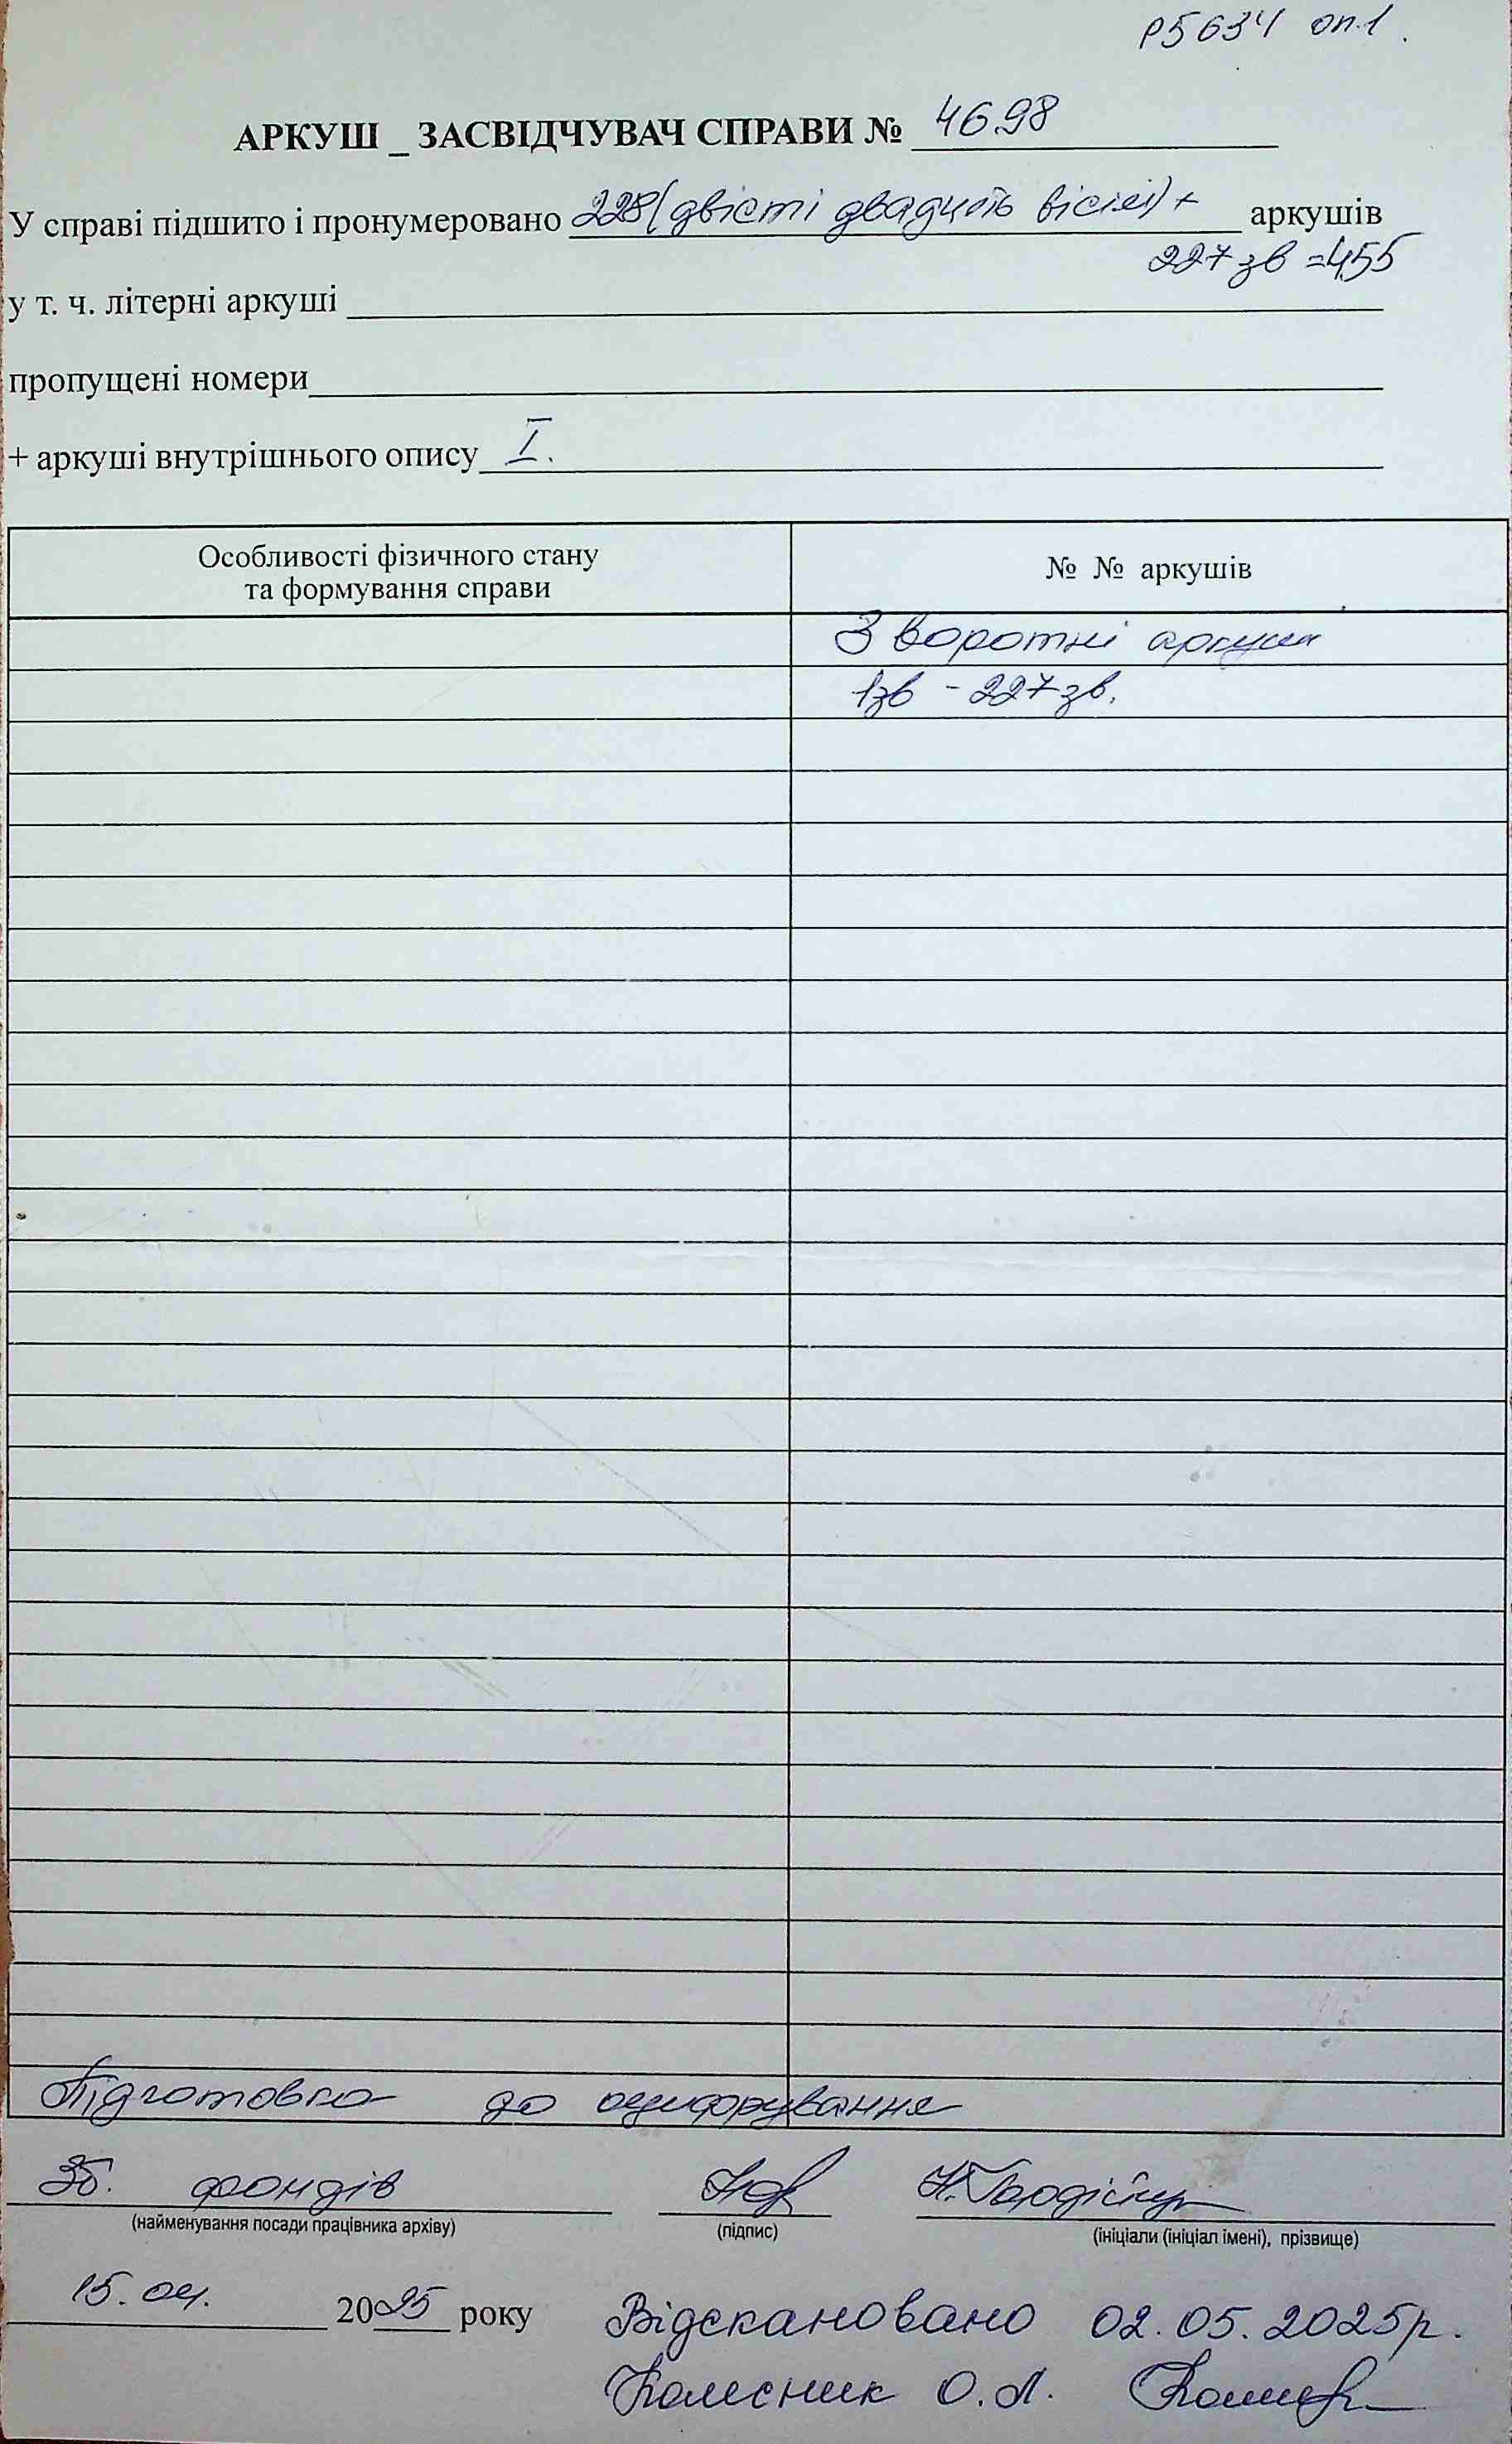 Р5634 оп.1.
АРКУШ _ ЗАСВІДЧУВАЧ СПРАВИ № 4698
У справі підшито і пронумеровано 228 (двісті двадцять вісім) + аркушів
227 зв = 455
у т. ч. літерні аркуші
пропущені номери
+ аркуші внутрішнього опису I.
Особливості фізичного стану
та формування справи
№ № аркушів
Зворотні аркуші
1зв - 227 зв.
Підготовка до оцифрування
Зб. фондів
(найменування посади працівника архіву)
(підпис)
(ініціали (ініціал імені), прізвище)
15. 04. 2025 року
Відскановано 02.05.2025р.
Колесник О.Л.